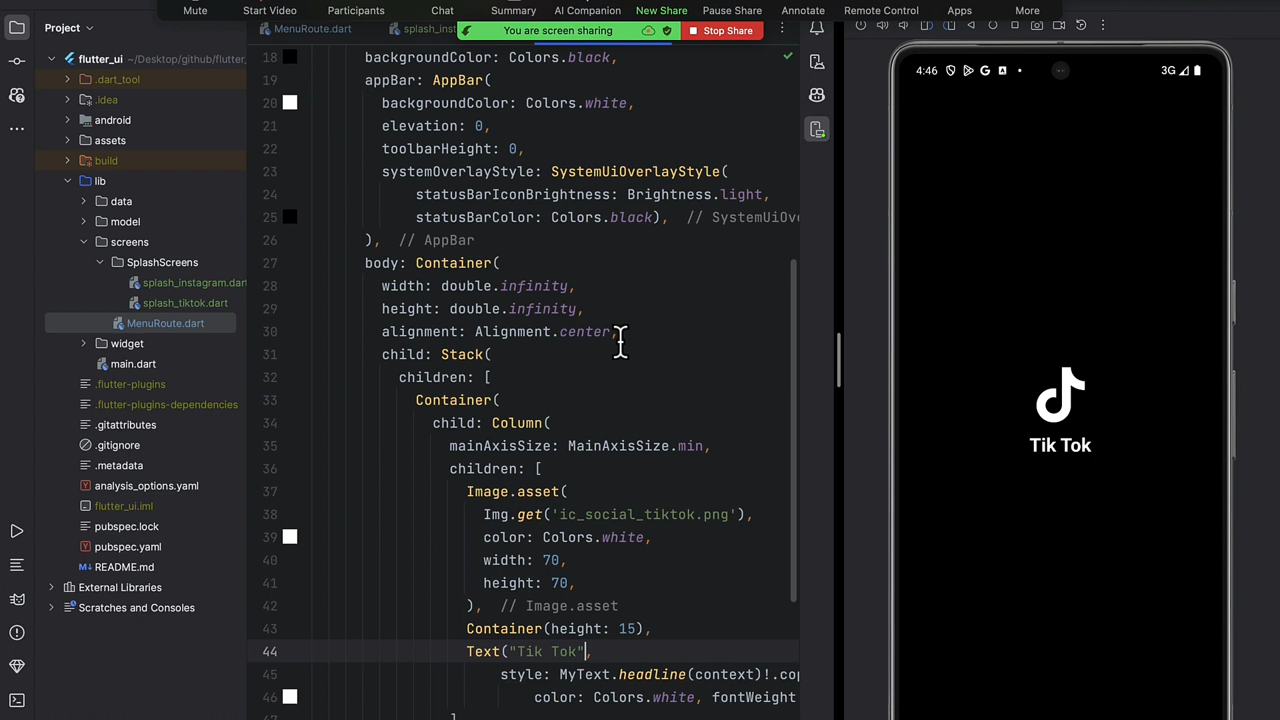 Mute Start Video Participants Chat Summary AI Companion New Share Pause Share Annotate Remote Control Apps More
You are screen sharing Stop Share
Project
MenuRoute.dart splash_inst
flutter_ui ~/Desktop/github/flutter_
.dart_tool
.idea
android
assets
build
lib
data
model
screens
SplashScreens
splash_instagram.dart
splash_tiktok.dart
MenuRoute.dart
widget
main.dart
.flutter-plugins
.flutter-plugins-dependencies
.gitattributes
.gitignore
.metadata
analysis_options.yaml
flutter_ui.iml
pubspec.lock
pubspec.yaml
README.md
External Libraries
Scratches and Consoles
18 backgroundColor: Colors.black,
19 appBar: AppBar(
20 backgroundColor: Colors.white,
21 elevation: 0,
22 toolbarHeight: 0,
23 systemOverlayStyle: SystemUiOverlayStyle(
24 statusBarIconBrightness: Brightness.light,
25 statusBarColor: Colors.black), // SystemUiOve
26 ), // AppBar
27 body: Container(
28 width: double.infinity,
29 height: double.infinity,
30 alignment: Alignment.center,
31 child: Stack(
32 children: [
33 Container(
34 child: Column(
35 mainAxisSize: MainAxisSize.min,
36 children: [
37 Image.asset(
38 Img.get('ic_social_tiktok.png'),
39 color: Colors.white,
40 width: 70,
41 height: 70,
42 ), // Image.asset
43 Container(height: 15),
44 Text("Tik Tok",
45 style: MyText.headline(context)!.cop
46 color: Colors.white, fontWeight
]
4:46 3G
Tik Tok